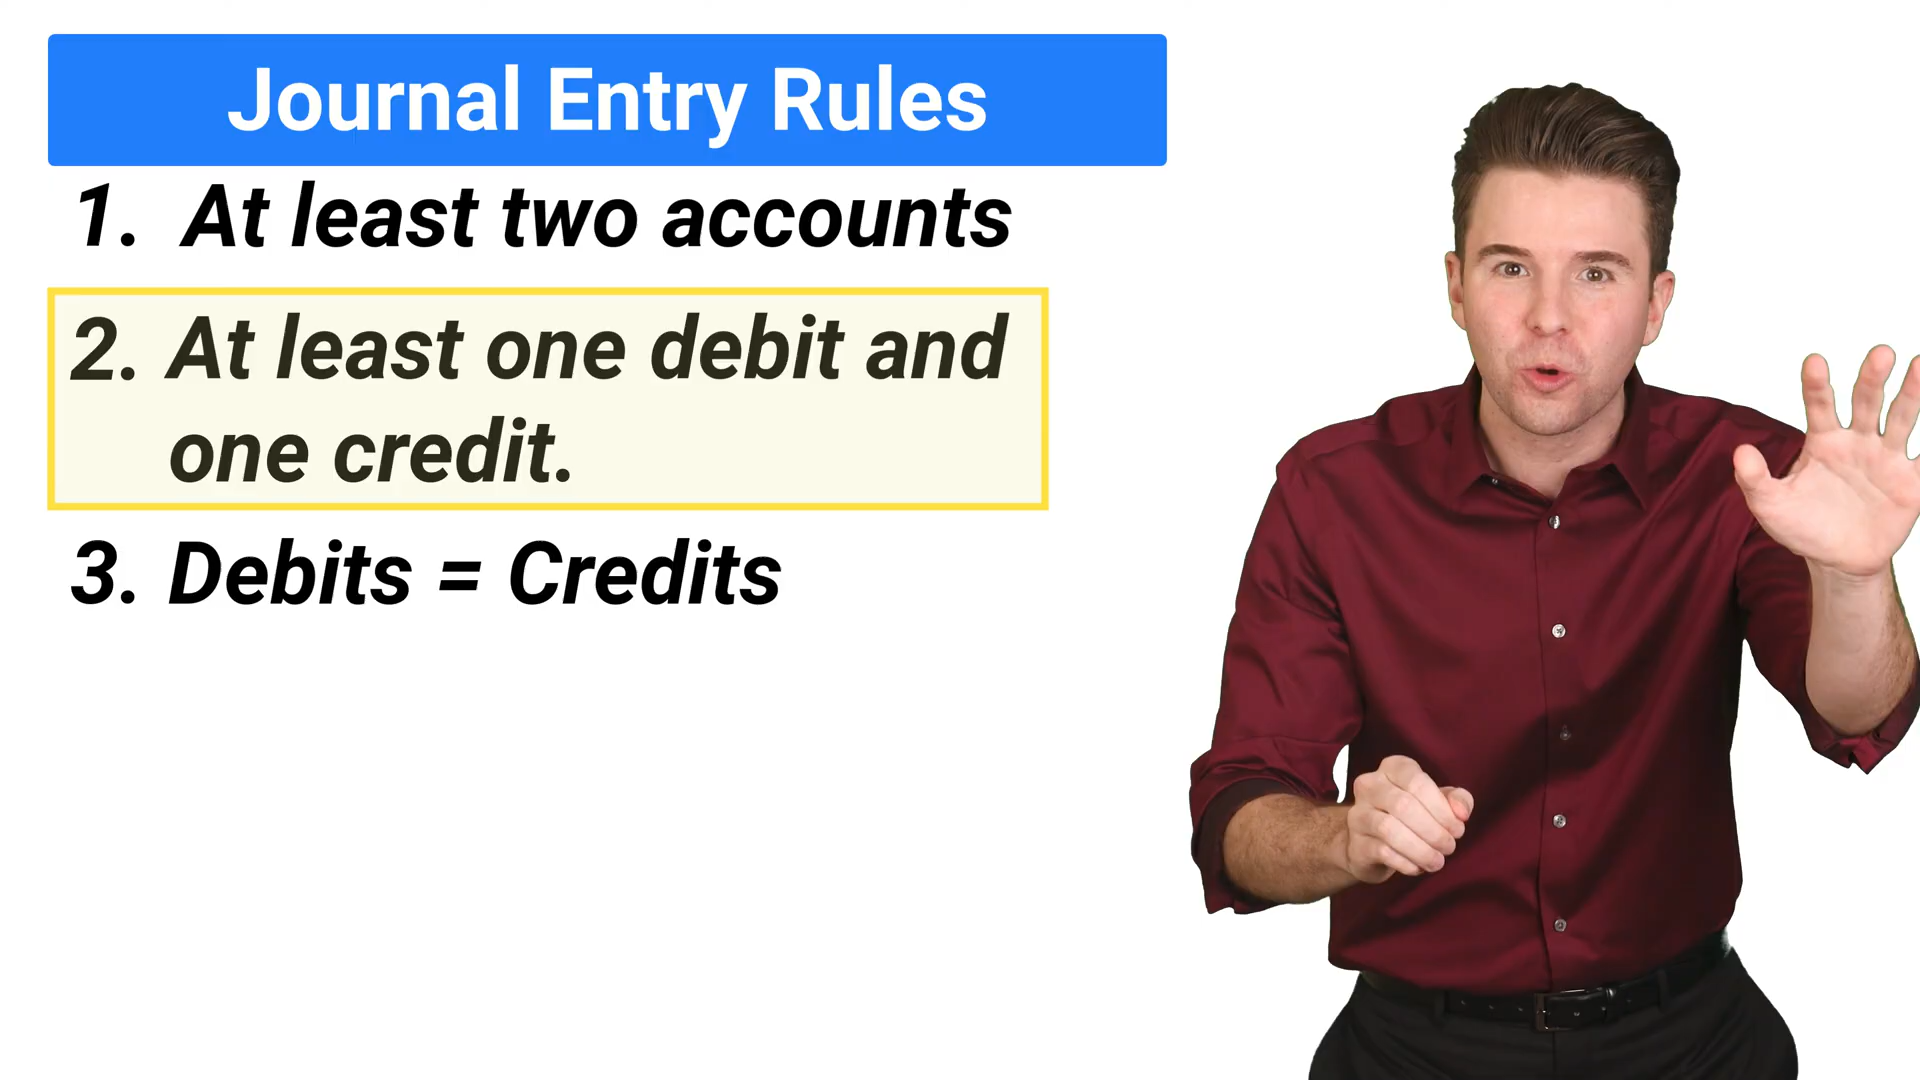 Journal Entry Rules
1. At least two accounts
2. At least one debit and
one credit.
3. Debits = Credits